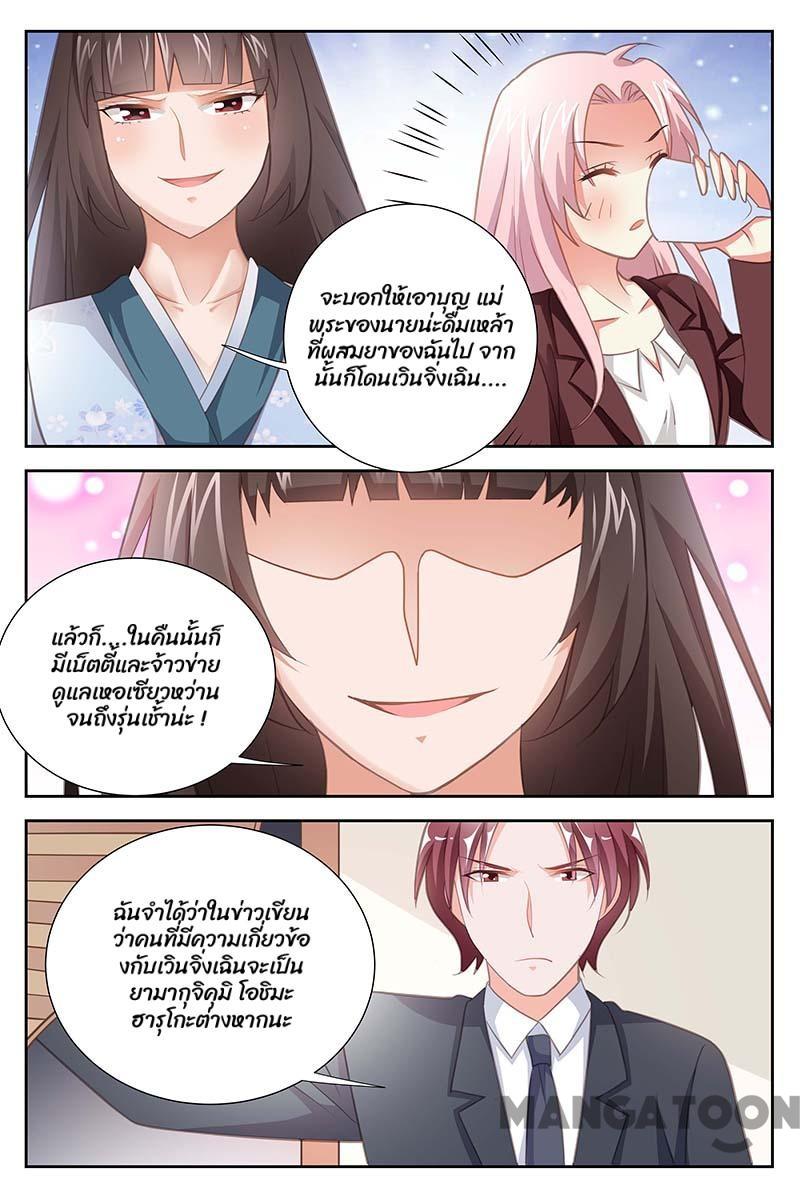 จะบอกให้เอาบุญ แม่
พระของนายน่ะดื่มเหล้า
ที่ผสมยาของฉันไป จาก
นั้นก็โดนเวินจิ่งเฉิน....
แล้วก็....ในคืนนั้นก็
มีเบ็ตตี้และจ้าวข่าย
ดูแลเหอเซียวหว่าน
จนถึงรุ่นเช้าน่ะ !
ฉันจำได้ว่าในข่าวเขียน
ว่าคนที่มีความเกี่ยวข้อ
งกับเวินจิ่งเฉินจะเป็น
ยามากุจิคุมิ โอชิมะ
ฮารุโกะต่างหากนะ
MANGATOON